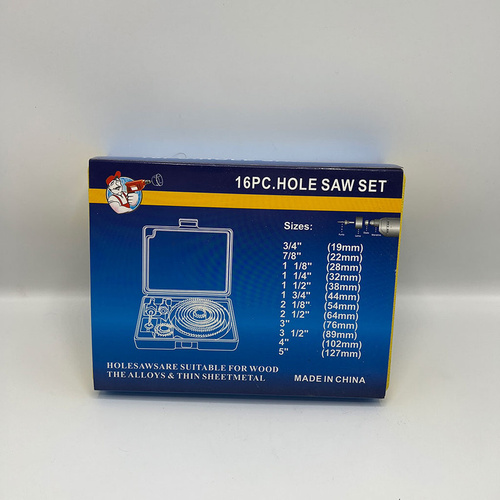 16PC.HOLE SAW SET
Sizes:
3/4" (19mm)
7/8" (22mm)
1 1/8" (28mm)
1 1/4" (32mm)
1 1/2" (38mm)
1 3/4" (44mm)
2 1/8" (54mm)
2 1/2" (64mm)
3" (76mm)
3 1/2" (89mm)
4" (102mm)
5" (127mm)
HOLESAWSARE SUITABLE FOR WOOD
THE ALLOYS & THIN SHEETMETAL
MADE IN CHINA